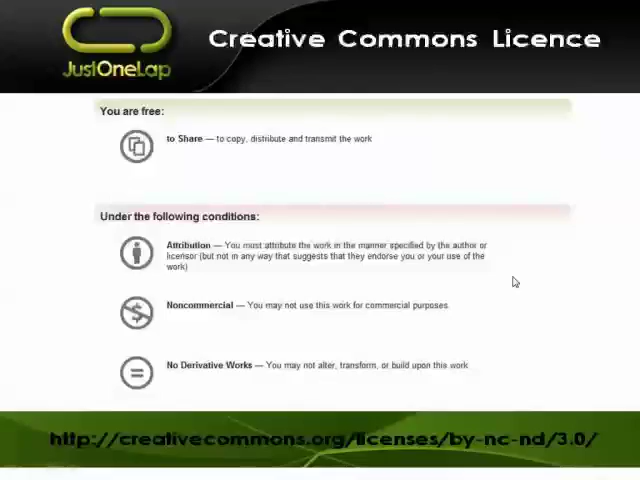 JustOneLap
Creative Commons Licence
You are free:
to Share — to copy, distribute and transmit the work
Under the following conditions:
Attribution — You must attribute the work in the manner specified by the author or
licensor (but not in any way that suggests that they endorse you or your use of the
work)
Noncommercial — You may not use this work for commercial purposes
No Derivative Works — You may not alter, transform, or build upon this work
http://creativecommons.org/licenses/by-nc-nd/3.0/